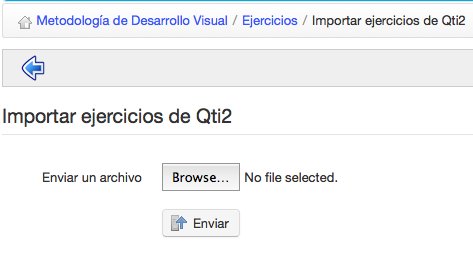 Metodología de Desarrollo Visual / Ejercicios / Importar ejercicios de Qti2
Importar ejercicios de Qti2
Enviar un archivo Browse... No file selected.
Enviar